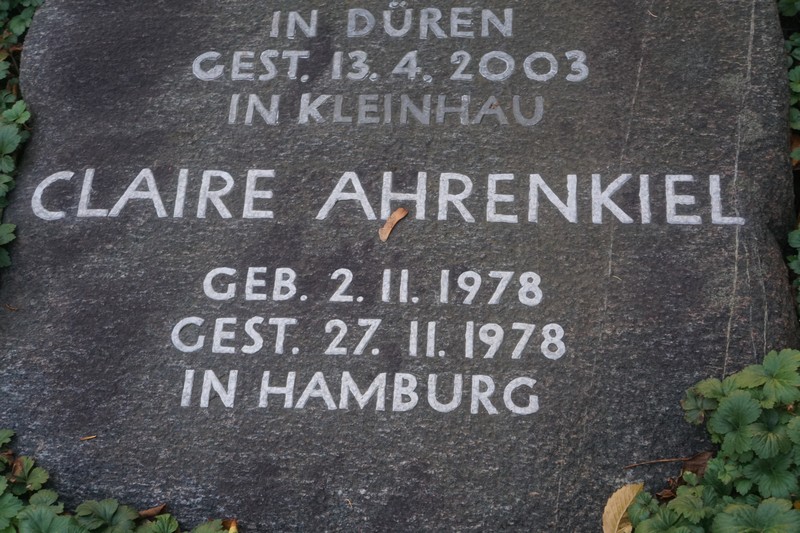 IN DÜREN
GEST. 13. 4. 2003
IN KLEINHAU
CLAIRE AHRENKIEL
GEB. 2. 11. 1978
GEST. 27. 11. 1978
IN HAMBURG